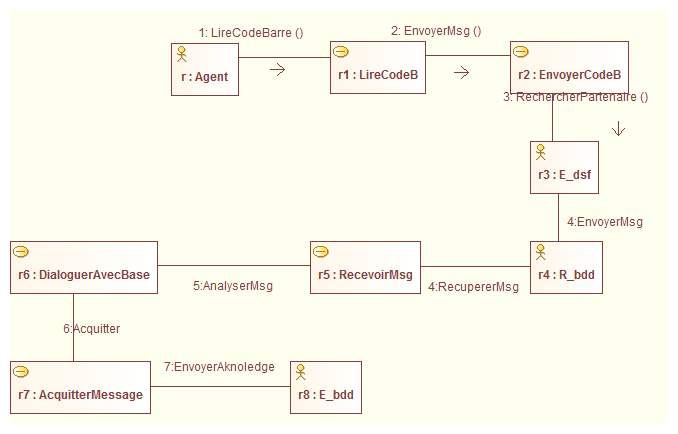 1: LireCodeBarre ()
2: EnvoyerMsg ()
r : Agent
r1 : LireCodeB
r2 : EnvoyerCodeB
3: RechercherPartenaire ()
r3 : E_dsf
4:EnvoyerMsg
r6 : DialoguerAvecBase
r5 : RecevoirMsg
r4 : R_bdd
5:AnalyserMsg
4:RecupererMsg
6:Acquitter
7:EnvoyerAknoledge
r7 : AcquitterMessage
r8 : E_bdd